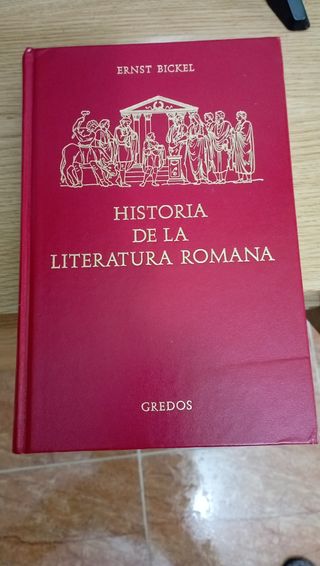 ERNST BICKEL
HISTORIA
DE LA
LITERATURA ROMANA
GREDOS